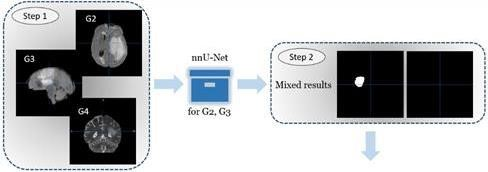 Step 1
G2
G3
G4
nnU-Net
for G2, G3
Step 2
Mixed results